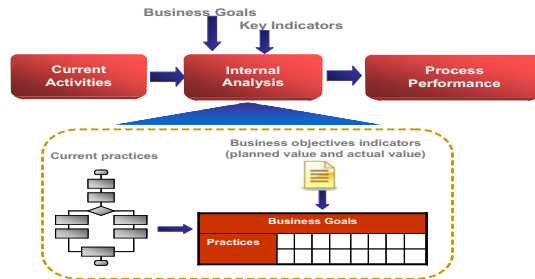 Business Goals
Key Indicators
Current
Activities
Internal
Analysis
Process
Performance
Current practices
Business objectives indicators
(planned value and actual value)
Business Goals
Practices